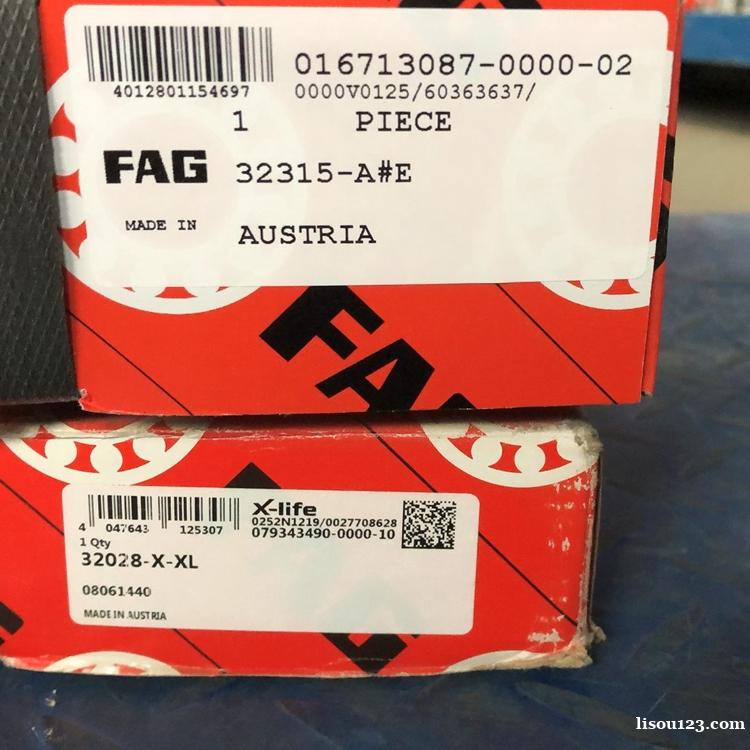 016713087-0000-02
4012801154697
0000V0125/60363637/
1 PIECE
FAG 32315-A#E
MADE IN AUSTRIA
FAG
X-life
4 047643 125307
0252N1219/0027708628
079343490-0000-10
1 Qty
32028-X-XL
08061440
MADE IN AUSTRIA
lisou123.com